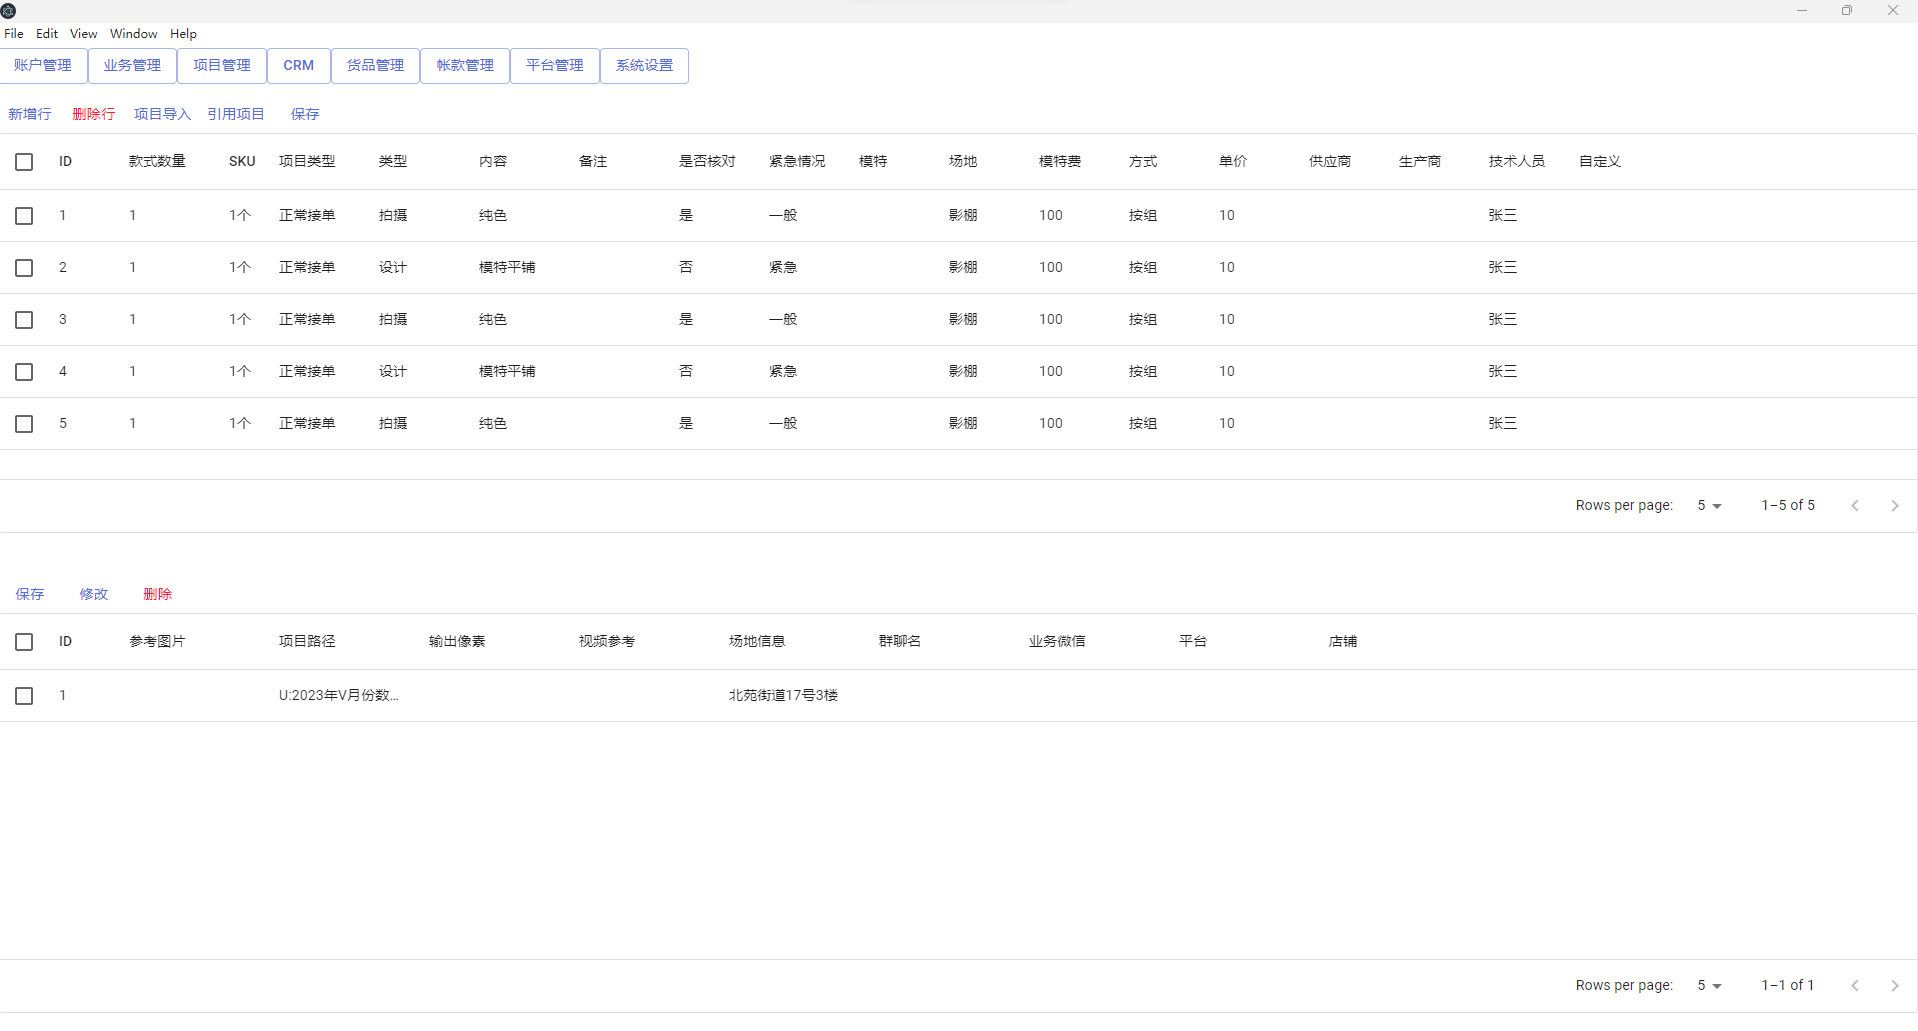 File Edit View Window Help
账户管理 业务管理 项目管理 CRM 货品管理 帐款管理 平台管理 系统设置
新增行 删除行 项目导入 引用项目 保存
ID 款式数量 SKU 项目类型 类型 内容 备注 是否核对 紧急情况 模特 场地 模特费 方式 单价 供应商 生产商 技术人员 自定义
1 1 1个 正常接单 拍摄 纯色 是 一般 影棚 100 按组 10 张三
2 1 1个 正常接单 设计 模特平铺 否 紧急 影棚 100 按组 10 张三
3 1 1个 正常接单 拍摄 纯色 是 一般 影棚 100 按组 10 张三
4 1 1个 正常接单 设计 模特平铺 否 紧急 影棚 100 按组 10 张三
5 1 1个 正常接单 拍摄 纯色 是 一般 影棚 100 按组 10 张三
Rows per page: 5 1–5 of 5
保存 修改 删除
ID 参考图片 项目路径 输出像素 视频参考 场地信息 群聊名 业务微信 平台 店铺
1 U:2023年V月份数... 北苑街道17号3楼
Rows per page: 5 1–1 of 1